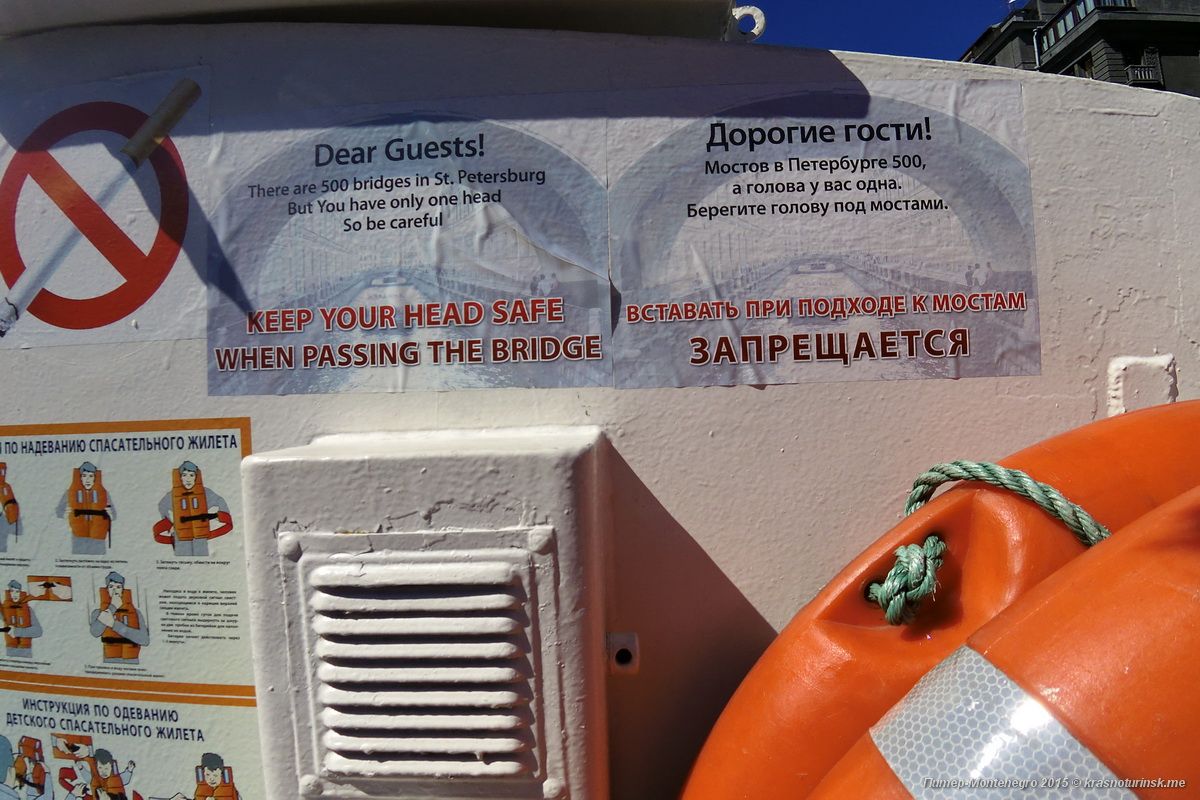 Dear Guests!
There are 500 bridges in St. Petersburg
But You have only one head
So be careful
KEEP YOUR HEAD SAFE
WHEN PASSING THE BRIDGE
Дорогие гости!
Мостов в Петербурге 500,
а голова у вас одна.
Берегите голову под мостами.
ВСТАВАТЬ ПРИ ПОДХОДЕ К МОСТАМ
ЗАПРЕЩАЕТСЯ
ПО НАДЕВАНИЮ СПАСАТЕЛЬНОГО ЖИЛЕТА
ИНСТРУКЦИЯ ПО ОДЕВАНИЮ
ДЕТСКОГО СПАСАТЕЛЬНОГО ЖИЛЕТА
Питер-Montenegro 2015 © krasnoturinsk.me